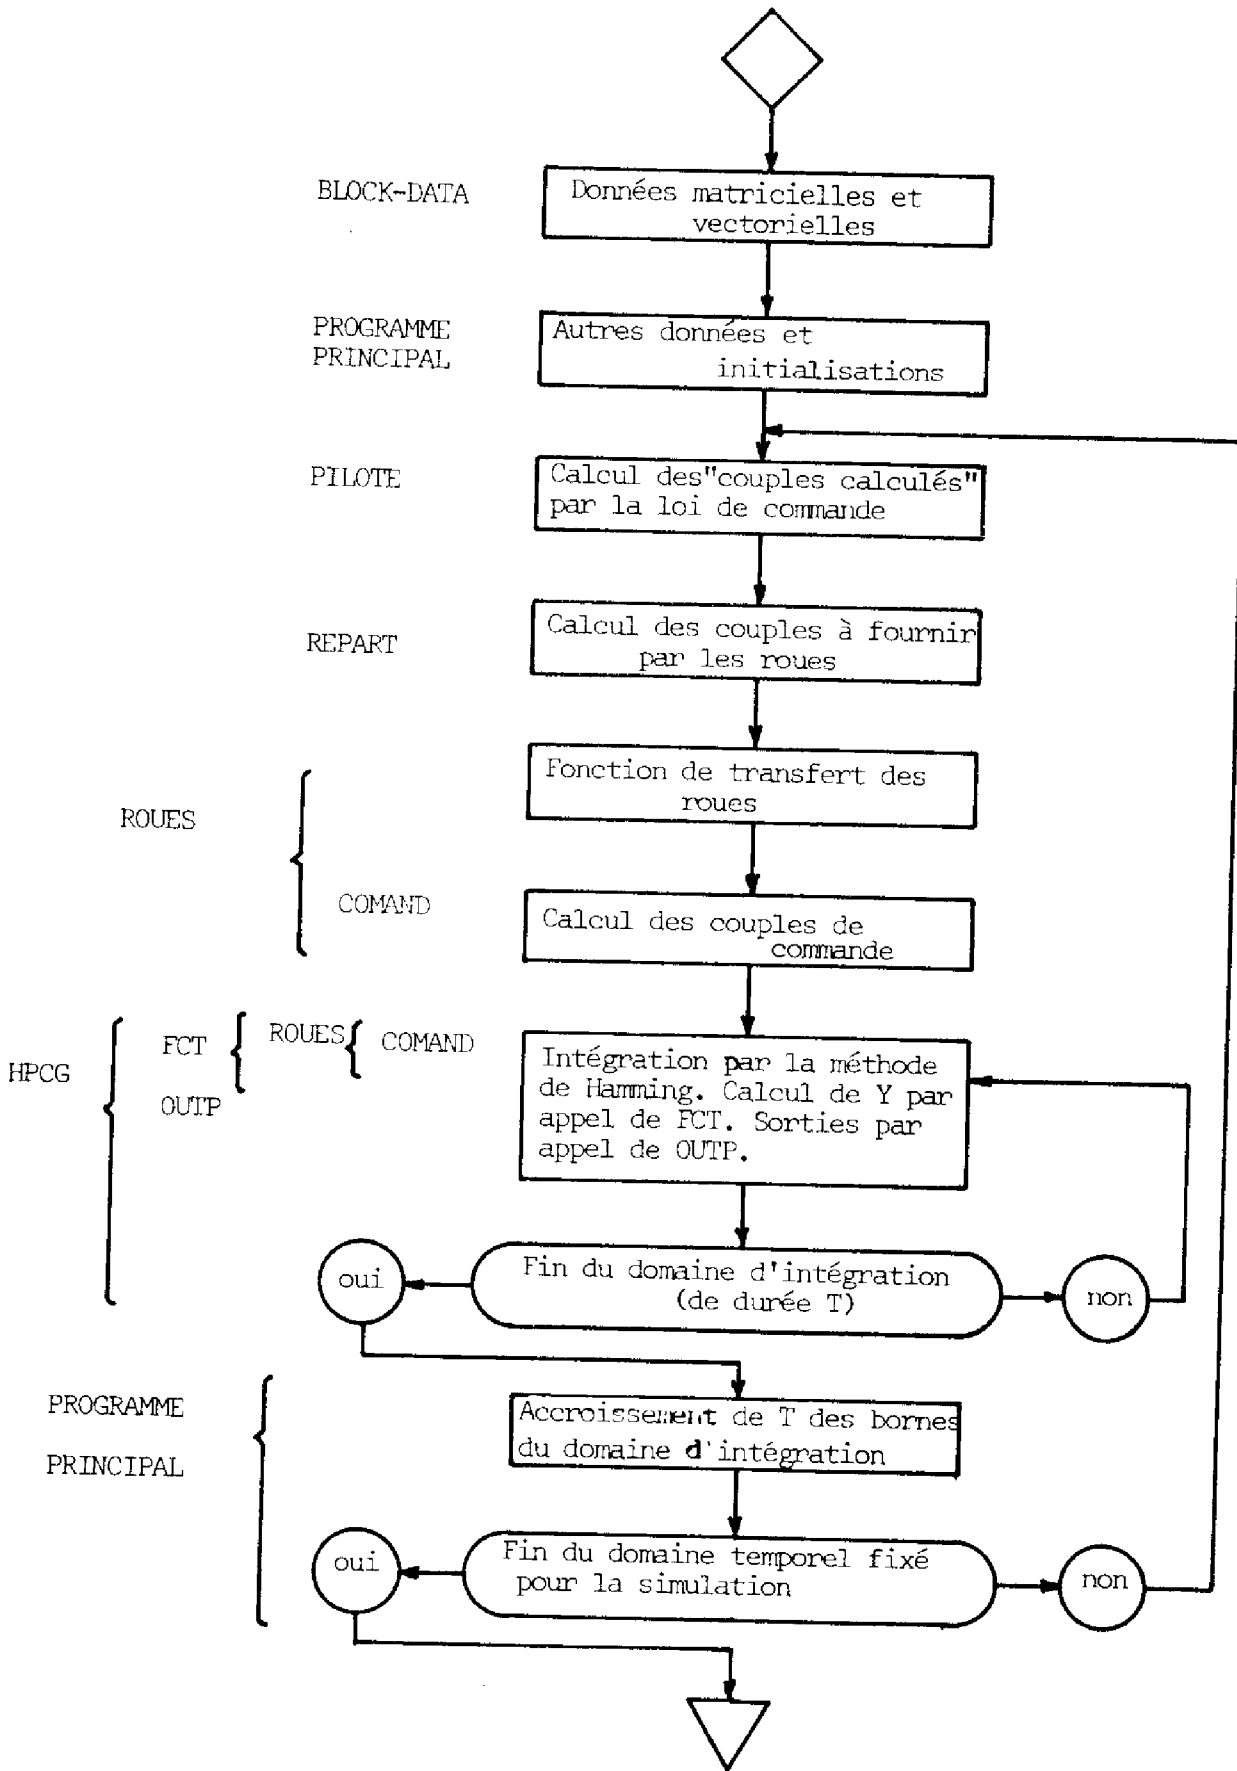 BLOCK-DATA
Données matricielles et
vectorielles
PROGRAMME
PRINCIPAL
Autres données et
initialisations
PILOTE
Calcul des"couples calculés"
par la loi de commande
REPART
Calcul des couples à fournir
par les roues
ROUES
Fonction de transfert des
roues
COMAND
Calcul des couples de
commande
HPCG
FCT
ROUES
COMAND
OUTP
Intégration par la méthode
de Hamming. Calcul de Y par
appel de FCT. Sorties par
appel de OUTP.
oui
Fin du domaine d'intégration
(de durée T)
non
PROGRAMME
PRINCIPAL
Accroissement de T des bornes
du domaine d'intégration
oui
Fin du domaine temporel fixé
pour la simulation
non